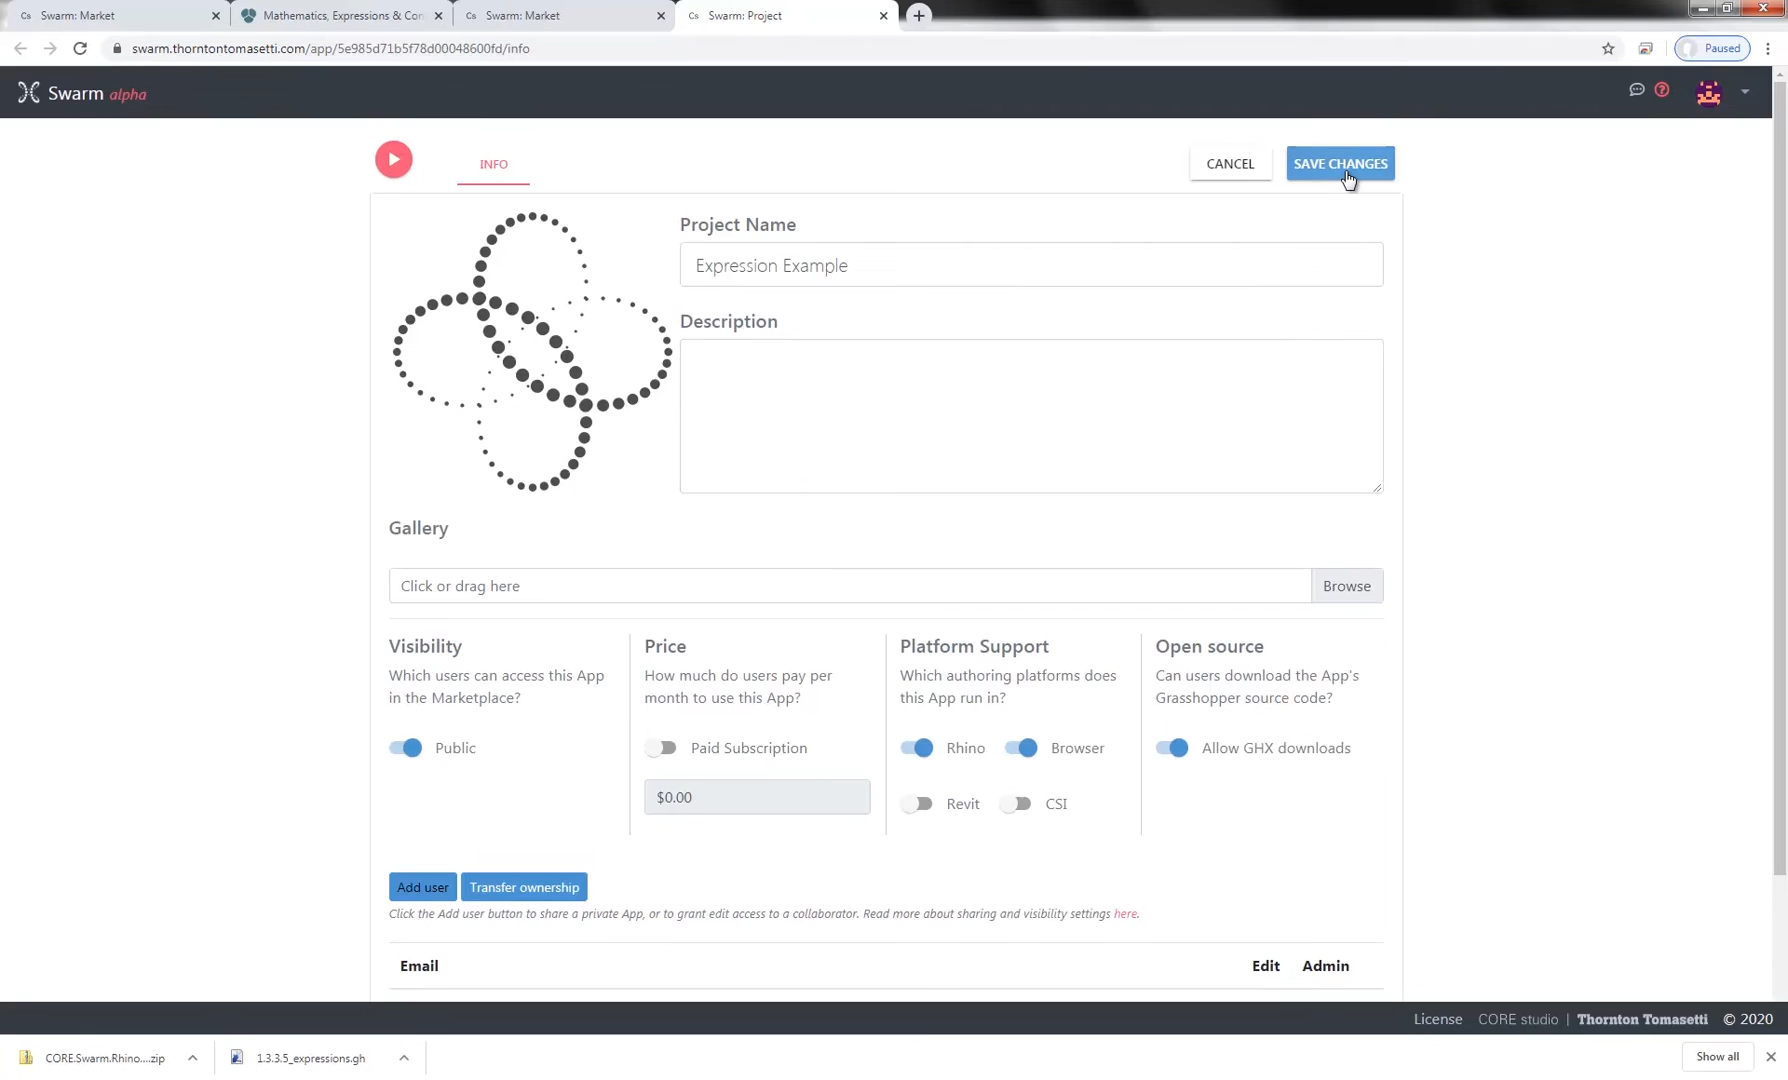 Cs Swarm: Market
Mathematics, Expressions & Con
Cs Swarm: Market
Cs Swarm: Project
swarm.thorntontomasetti.com/app/5e985d71b5f78d00048600fd/info
Paused
Swarm alpha
INFO
CANCEL
SAVE CHANGES
Project Name
Expression Example
Description
Gallery
Click or drag here
Browse
Visibility
Which users can access this App
in the Marketplace?
Public
Price
How much do users pay per
month to use this App?
Paid Subscription
$0.00
Platform Support
Which authoring platforms does
this App run in?
Rhino Browser
Revit CSI
Open source
Can users download the App's
Grasshopper source code?
Allow GHX downloads
Add user Transfer ownership
Click the Add user button to share a private App, or to grant edit access to a collaborator. Read more about sharing and visibility settings here.
Email Edit Admin
License CORE studio | Thornton Tomasetti © 2020
CORE.Swarm.Rhino....zip
1.3.3.5_expressions.gh
Show all